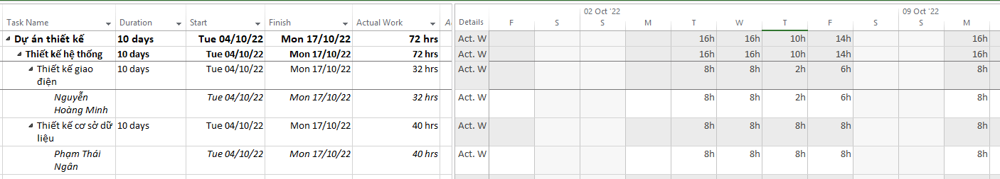 02 Oct '22 09 Oct '22
Task Name Duration Start Finish Actual Work Details F S S M T W T F S S M
Dự án thiết kế 10 days Tue 04/10/22 Mon 17/10/22 72 hrs Act. W 16h 16h 10h 14h 16h
Thiết kế hệ thống 10 days Tue 04/10/22 Mon 17/10/22 72 hrs Act. W 16h 16h 10h 14h 16h
Thiết kế giao 10 days Tue 04/10/22 Mon 17/10/22 32 hrs Act. W 8h 8h 2h 6h 8h
điện
Nguyễn Tue 04/10/22 Mon 17/10/22 32 hrs Act. W 8h 8h 2h 6h 8h
Hoàng Minh
Thiết kế cơ sở dữ 10 days Tue 04/10/22 Mon 17/10/22 40 hrs Act. W 8h 8h 8h 8h 8h
liệu
Phạm Thái Tue 04/10/22 Mon 17/10/22 40 hrs Act. W 8h 8h 8h 8h 8h
Ngân